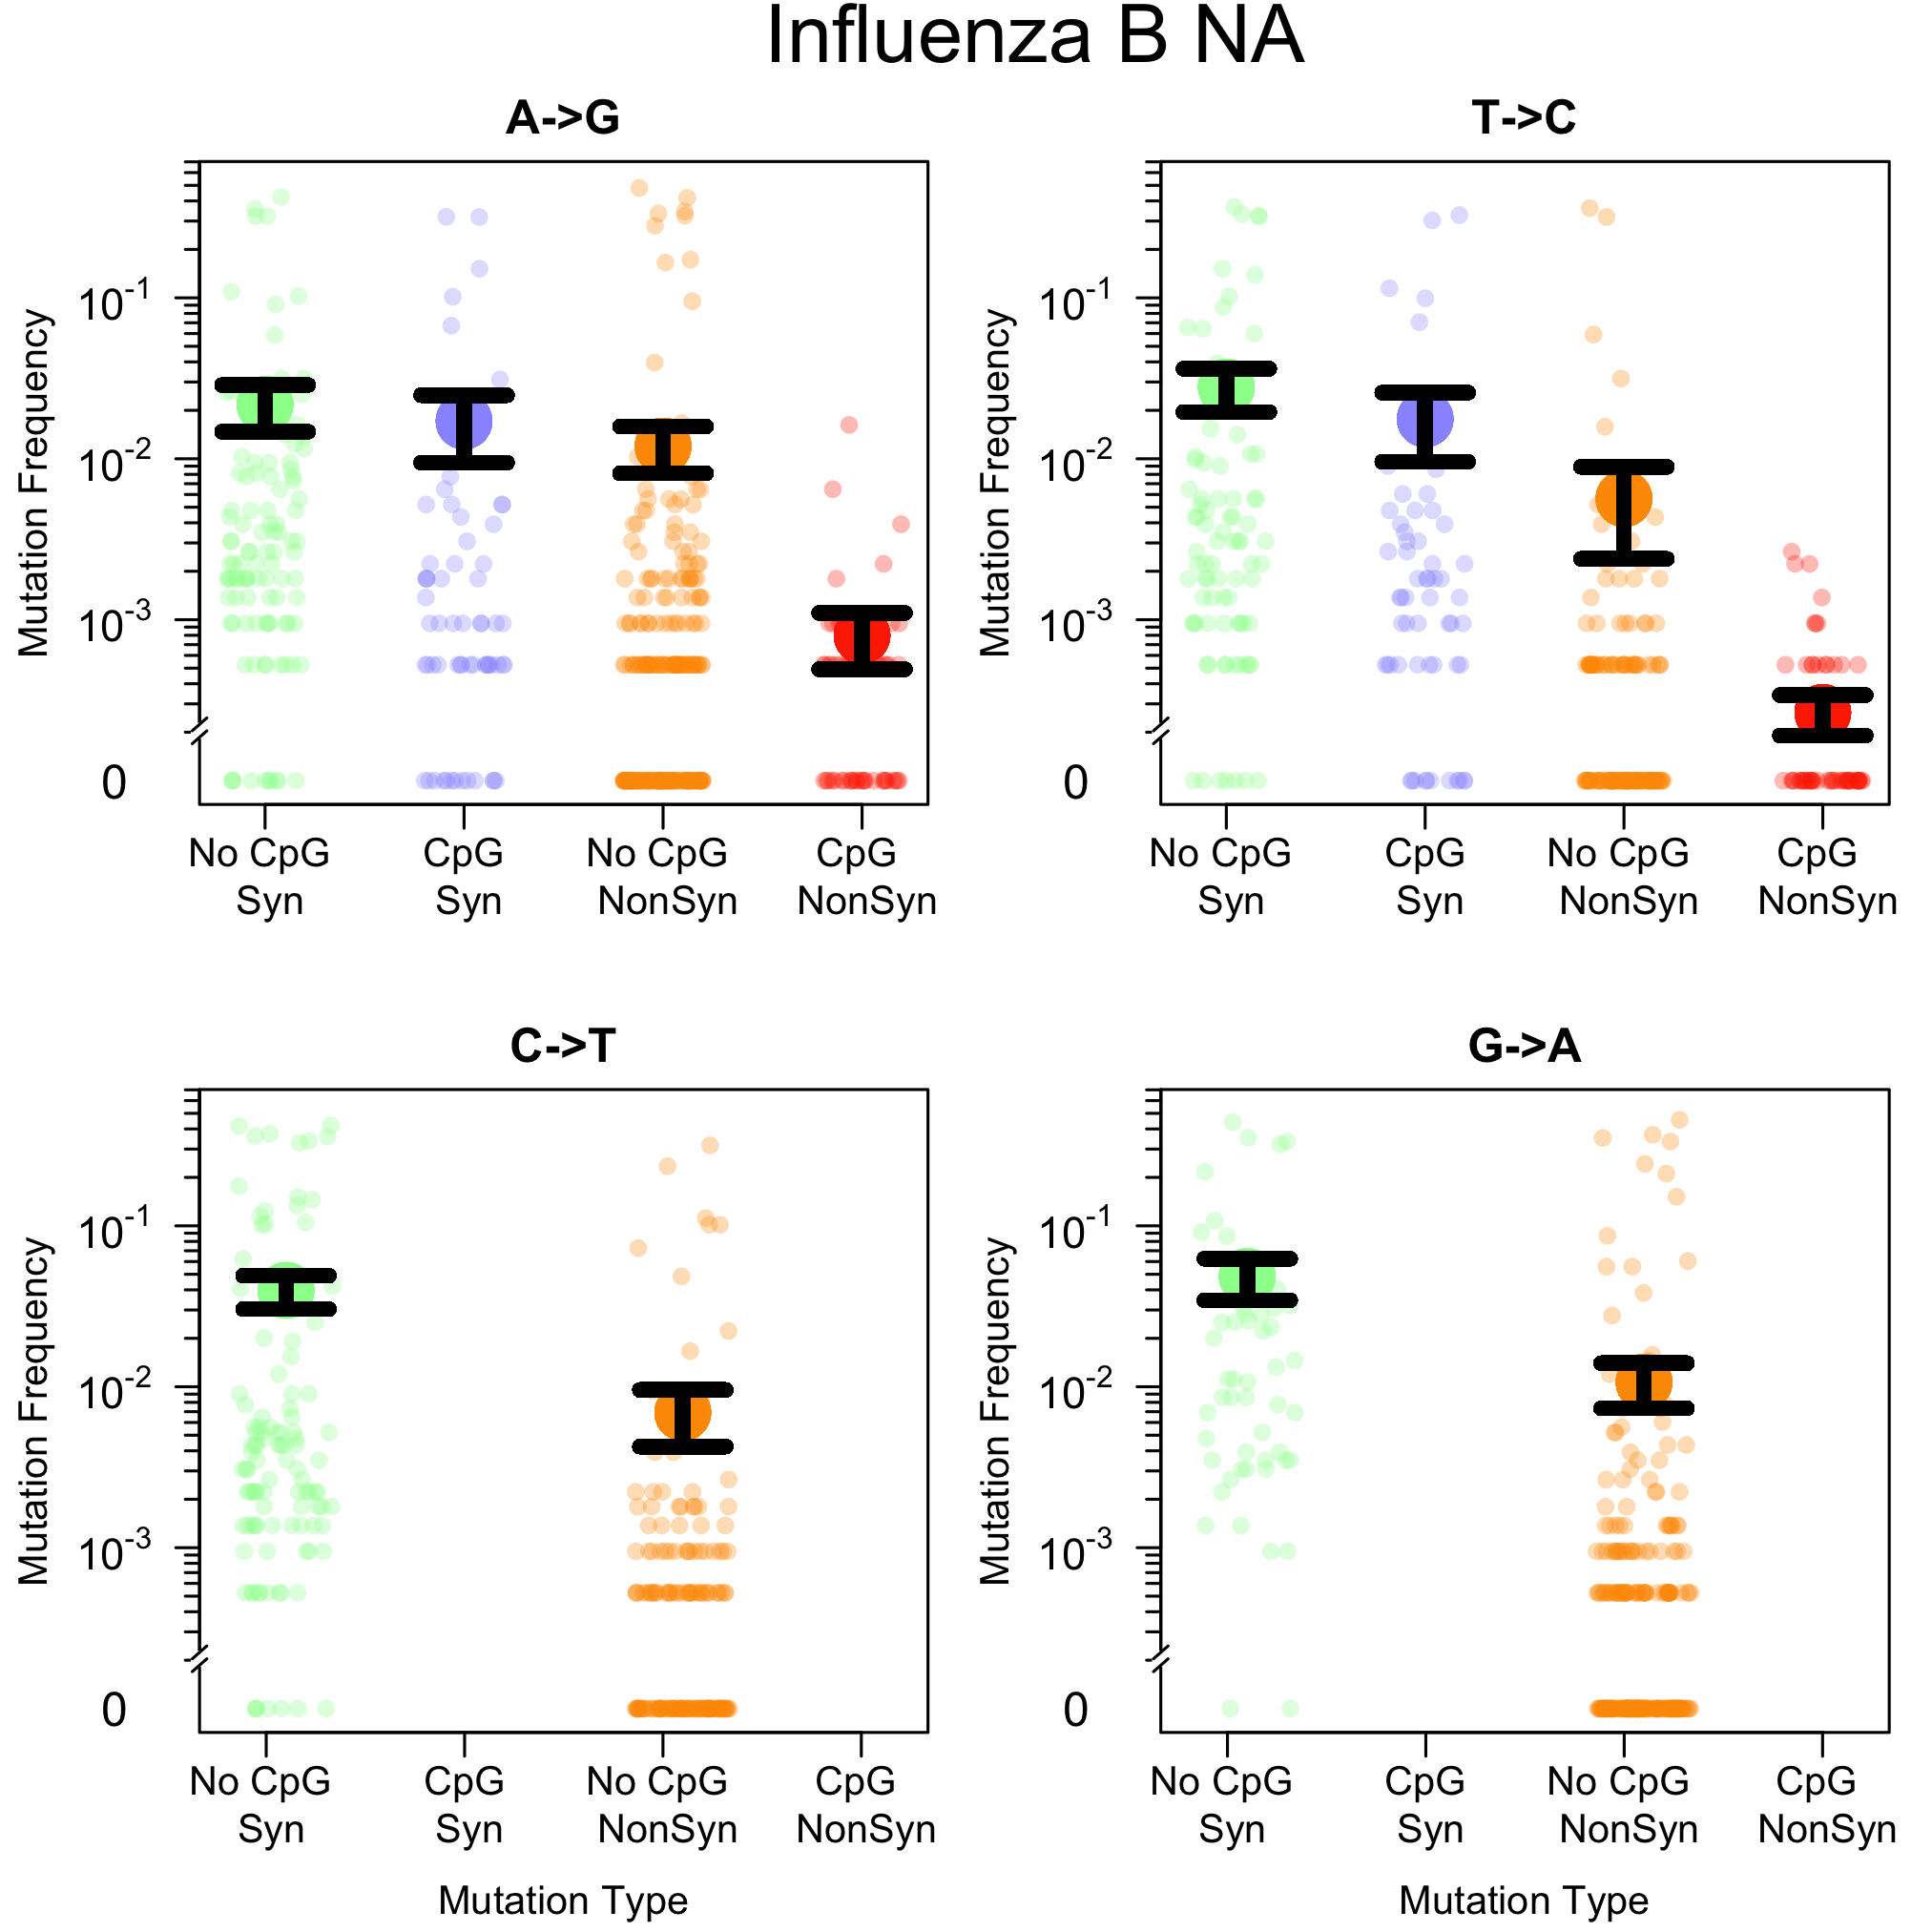 Influenza B NA
A->G
Mutation Frequency
10-1
10-2
10-3
0
No CpG CpG No CpG CpG
Syn Syn NonSyn NonSyn
T->C
Mutation Frequency
10-1
10-2
10-3
0
No CpG CpG No CpG CpG
Syn Syn NonSyn NonSyn
C->T
Mutation Frequency
10-1
10-2
10-3
0
No CpG CpG No CpG CpG
Syn Syn NonSyn NonSyn
Mutation Type
G->A
Mutation Frequency
10-1
10-2
10-3
0
No CpG CpG No CpG CpG
Syn Syn NonSyn NonSyn
Mutation Type